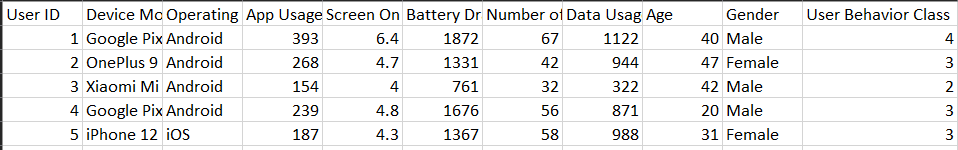 User ID Device Mo Operating App Usage Screen On Battery Dr Number of Data Usag Age Gender User Behavior Class
1 Google Pix Android 393 6.4 1872 67 1122 40 Male 4
2 OnePlus 9 Android 268 4.7 1331 42 944 47 Female 3
3 Xiaomi Mi Android 154 4 761 32 322 42 Male 2
4 Google Pix Android 239 4.8 1676 56 871 20 Male 3
5 iPhone 12 iOS 187 4.3 1367 58 988 31 Female 3